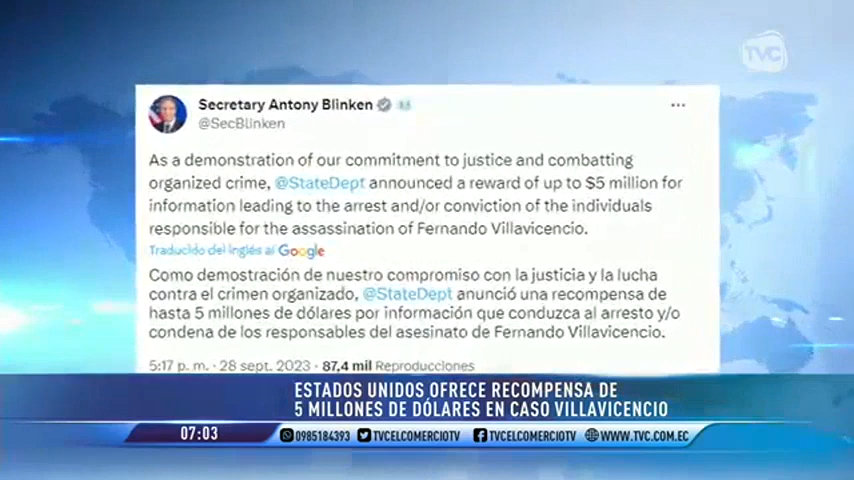 TVC
Secretary Antony Blinken
@SecBlinken
As a demonstration of our commitment to justice and combatting
organized crime, @StateDept announced a reward of up to $5 million for
information leading to the arrest and/or conviction of the individuals
responsible for the assassination of Fernando Villavicencio.
Traducido del inglés al Google
Como demostración de nuestro compromiso con la justicia y la lucha
contra el crimen organizado, @StateDept anunció una recompensa de
hasta 5 millones de dólares por información que conduzca al arresto y/o
condena de los responsables del asesinato de Fernando Villavicencio.
5:17 p. m. · 28 sept. 2023 · 87,4 mil Reproducciones
ESTADOS UNIDOS OFRECE RECOMPENSA DE
5 MILLONES DE DÓLARES EN CASO VILLAVICENCIO
07:03 0985184393 TVCELCOMERCIOTV TVCELCOMERCIOTV WWW.TVC.COM.EC